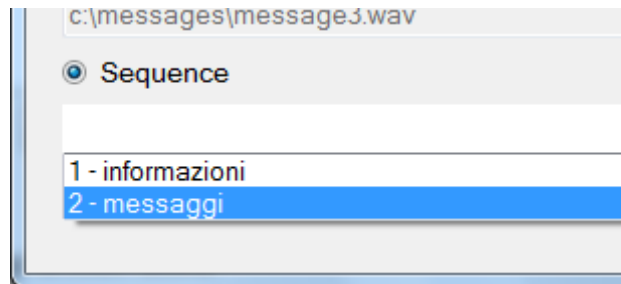 c:\messages\message3.wav
Sequence
1 - informazioni
2 - messaggi